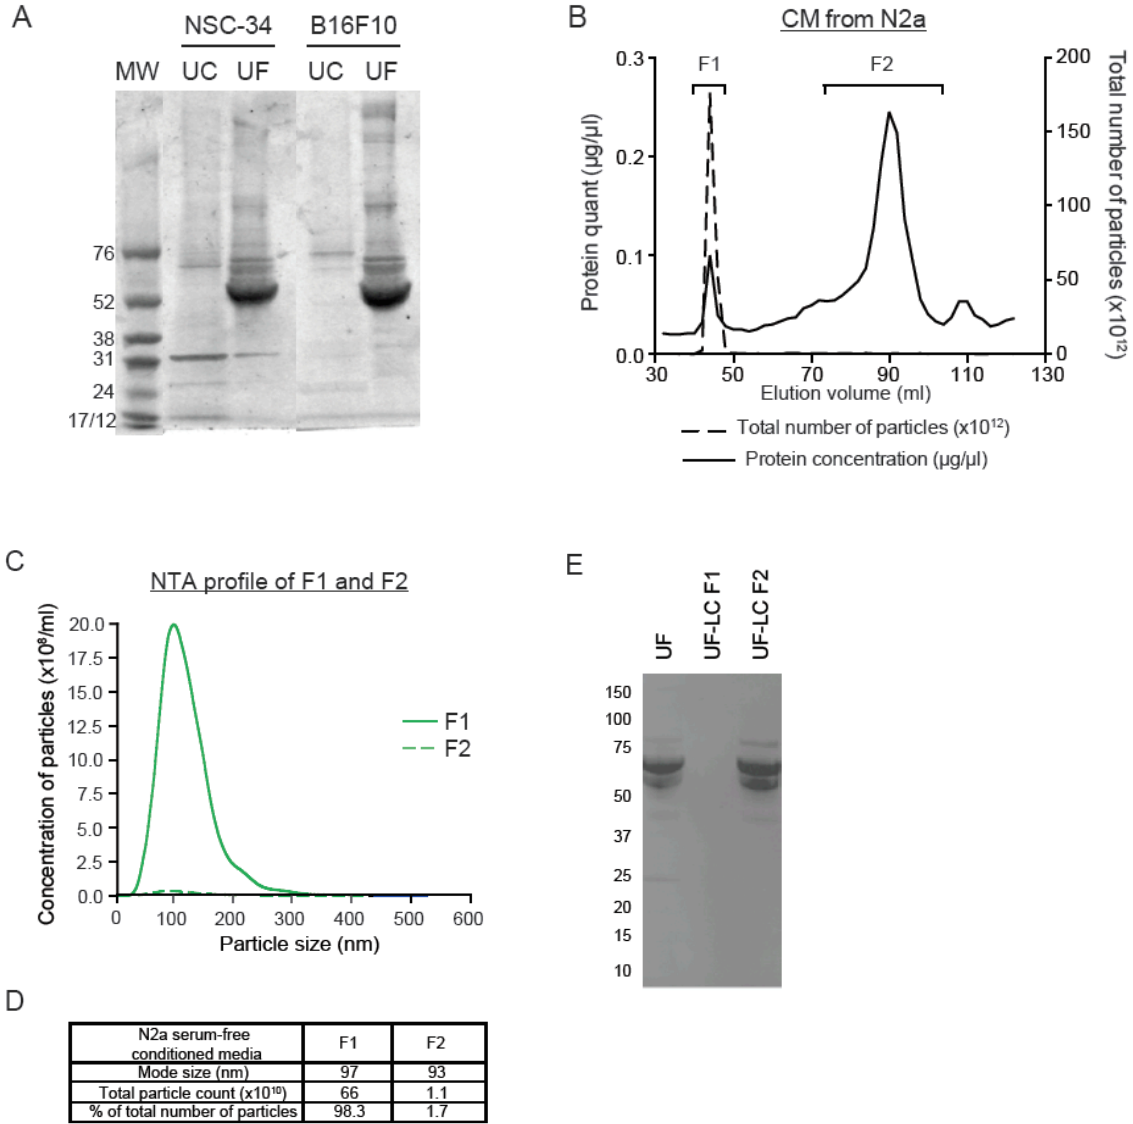 A
NSC-34 B16F10
MW UC UF UC UF
76
52
38
31
24
17/12
B
CM from N2a
F1 F2
Protein quant (µg/µl)
0.3
0.2
0.1
0.0
Total number of particles (x10¹²)
200
150
100
50
0
30 50 70 90 110 130
Elution volume (ml)
Total number of particles (x10¹²)
Protein concentration (µg/µl)
C
NTA profile of F1 and F2
Concentration of particles (x10⁸/ml)
20.0
17.5
15.0
12.5
10.0
7.5
5.0
2.5
0.0
F1
F2
0 100 200 300 400 500 600
Particle size (nm)
E
UF UF-LC F1 UF-LC F2
150
100
75
50
37
25
20
15
10
D
N2a serum-free
conditioned media F1 F2
Mode size (nm) 97 93
Total particle count (x10¹⁰) 66 1.1
% of total number of particles 98.3 1.7